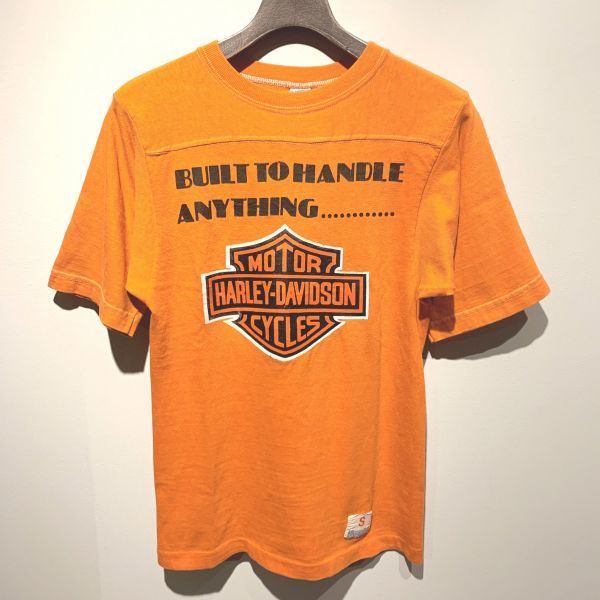 BUILT TO HANDLE
ANYTHING............
MOTOR
HARLEY-DAVIDSON
CYCLES
S